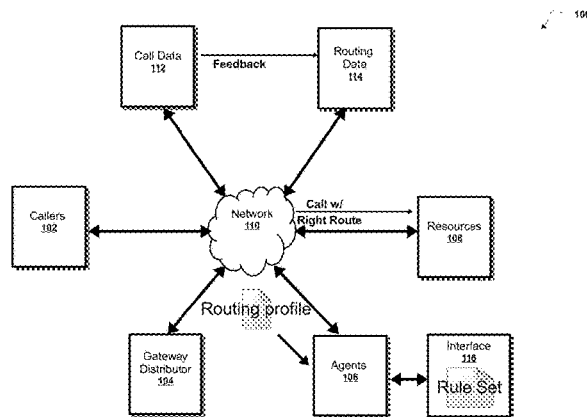 100
Call Data
112
Feedback
Routing
Data
114
Callers
102
Network
110
Call w/
Right Route
Resources
108
Routing profile
Gateway
Distributor
104
Agents
106
Interface
116
Rule Set